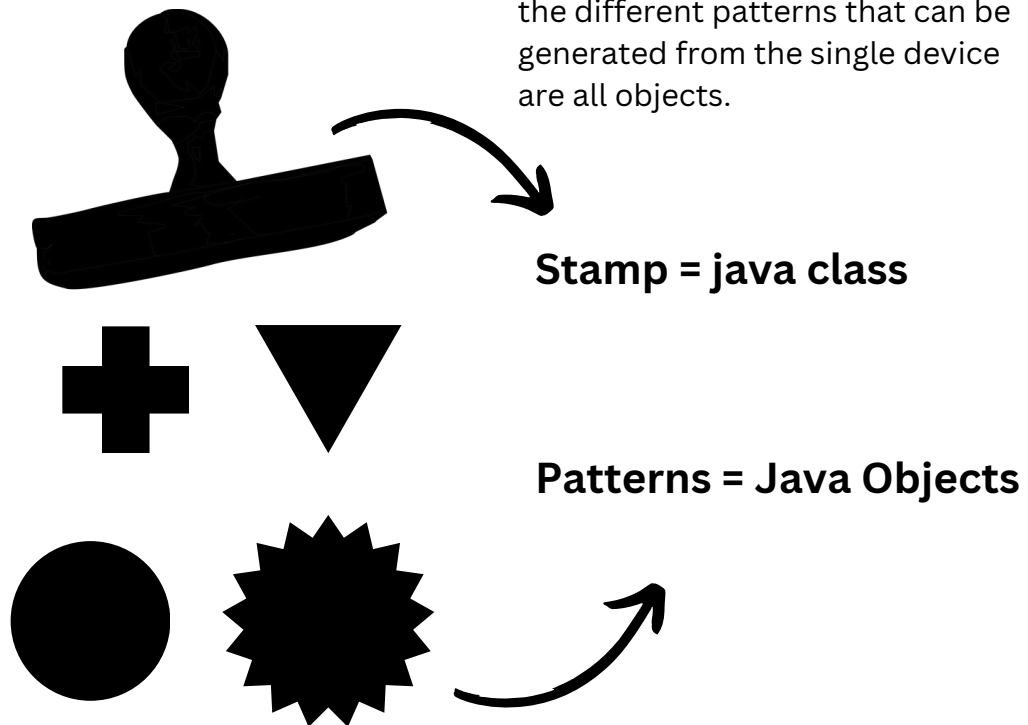 the different patterns that can be
generated from the single device
are all objects.
Stamp = java class
Patterns = Java Objects